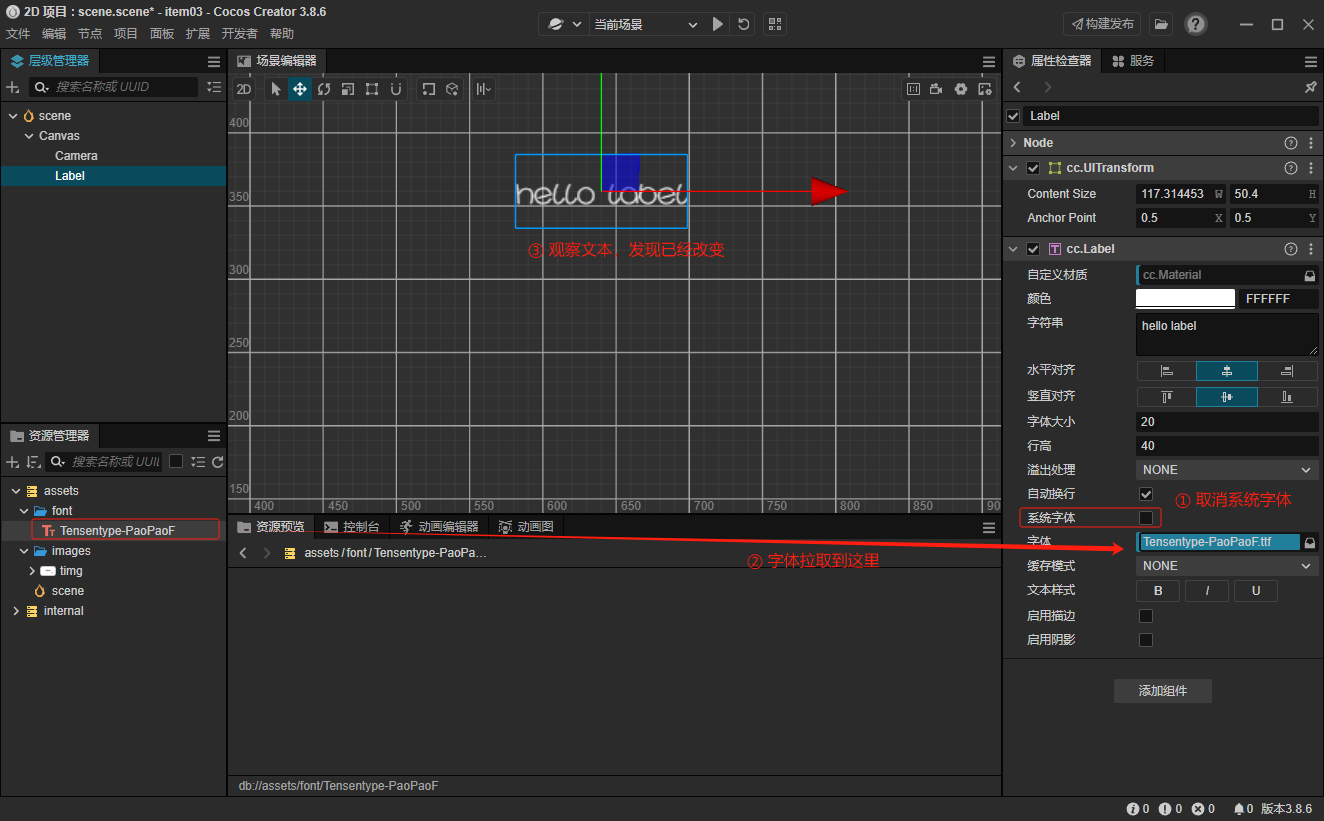 2D 项目 : scene.scene* - item03 - Cocos Creator 3.8.6
文件 编辑 节点 项目 面板 扩展 开发者 帮助
当前场景
构建发布
层级管理器
搜索名称或 UUID
scene
Canvas
Camera
Label
场景编辑器
2D
400
350
300
250
200
150
400 450 500 550 600 650 700 750 800 850 90
hello label
③ 观察文本，发现已经改变
资源管理器
搜索名称或 UUI
assets
font
Tensentype-PaoPaoF
images
timg
scene
internal
资源预览 控制台 动画编辑器 动画图
assets / font / Tensentype-PaoPa...
② 字体拉取到这里
db://assets/font/Tensentype-PaoPaoF
属性检查器 服务
Label
Node
cc.UITransform
Content Size 117.314453 W 50.4 H
Anchor Point 0.5 X 0.5 Y
cc.Label
自定义材质 cc.Material
颜色 FFFFFF
字符串 hello label
水平对齐
竖直对齐
字体大小 20
行高 40
溢出处理 NONE
自动换行
① 取消系统字体
系统字体
字体 Tensentype-PaoPaoF.ttf
缓存模式 NONE
文本样式 B I U
启用描边
启用阴影
添加组件
0 0 0 0 版本3.8.6